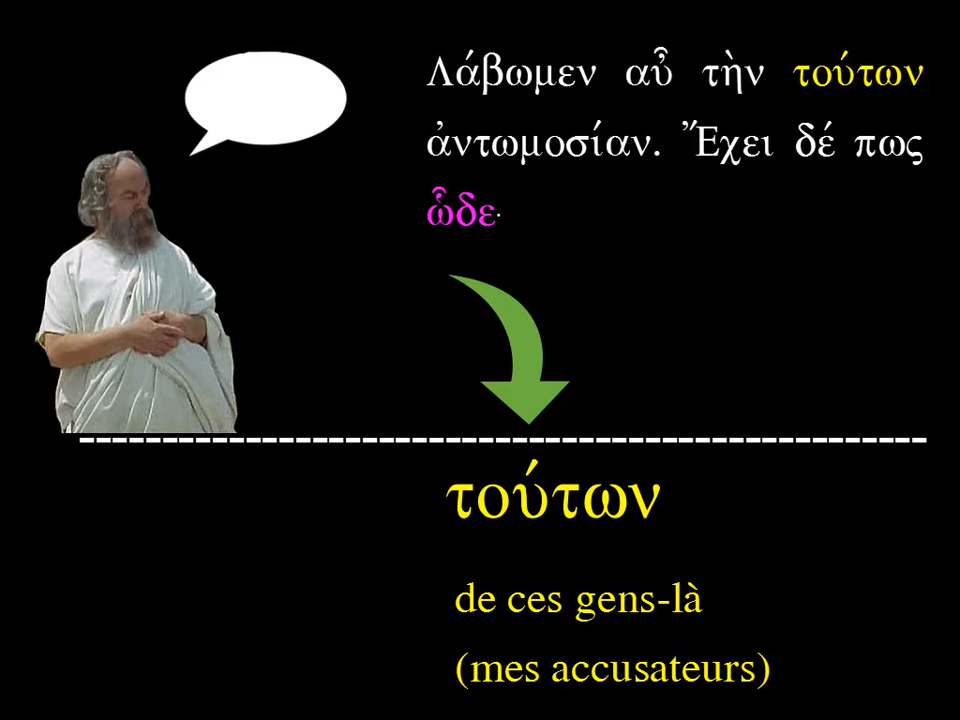 Λάβωμεν αὖ τὴν τούτων
ἀντωμοσίαν. Ἔχει δέ πως
ὧδε·
τούτων
de ces gens-là
(mes accusateurs)